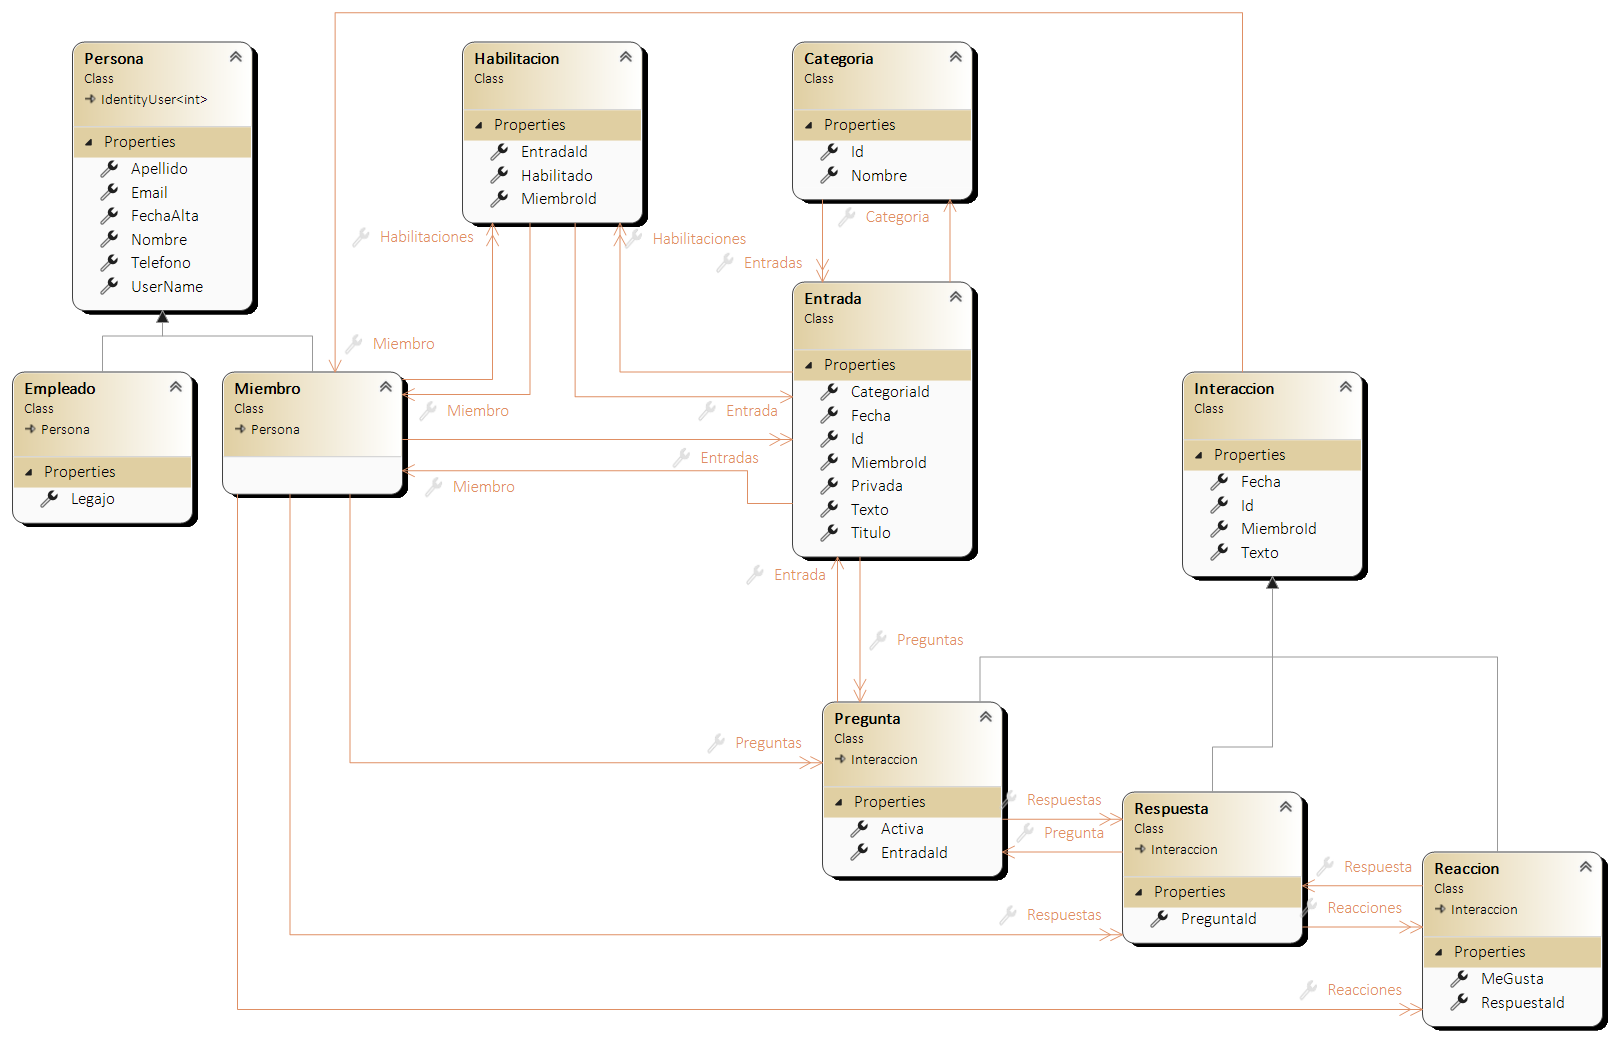 Persona
Class
IdentityUser<int>
Properties
Apellido
Email
FechaAlta
Nombre
Telefono
UserName
Habilitacion
Class
Properties
EntradaId
Habilitado
MiembroId
Categoria
Class
Properties
Id
Nombre
Habilitaciones
Habilitaciones
Categoria
Entradas
Miembro
Miembro
Entrada
Entradas
Miembro
Empleado
Class
Persona
Properties
Legajo
Miembro
Class
Persona
Entrada
Class
Properties
CategoriaId
Fecha
Id
MiembroId
Privada
Texto
Titulo
Interaccion
Class
Properties
Fecha
Id
MiembroId
Texto
Entrada
Preguntas
Preguntas
Pregunta
Class
Interaccion
Properties
Activa
EntradaId
Respuestas
Pregunta
Respuestas
Respuesta
Class
Interaccion
Properties
PreguntaId
Respuesta
Reacciones
Reacciones
Reaccion
Class
Interaccion
Properties
MeGusta
RespuestaId